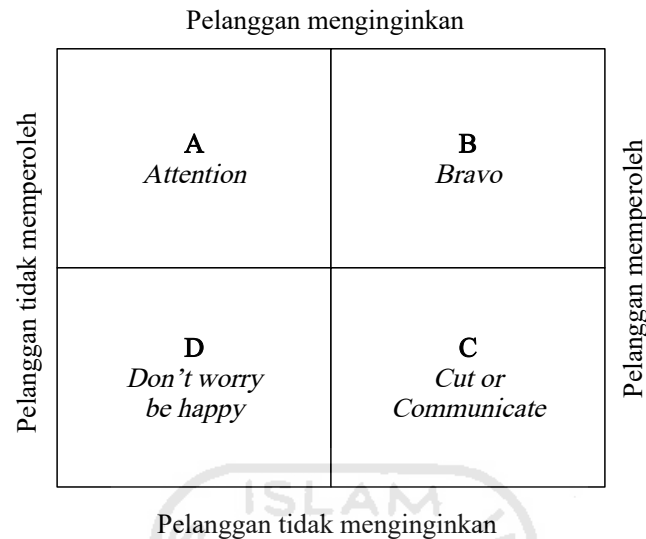 Pelanggan menginginkan
Pelanggan tidak memperoleh
A
Attention
B
Bravo
Pelanggan memperoleh
D
Don’t worry
be happy
C
Cut or
Communicate
ISLAM
Pelanggan tidak menginginkan